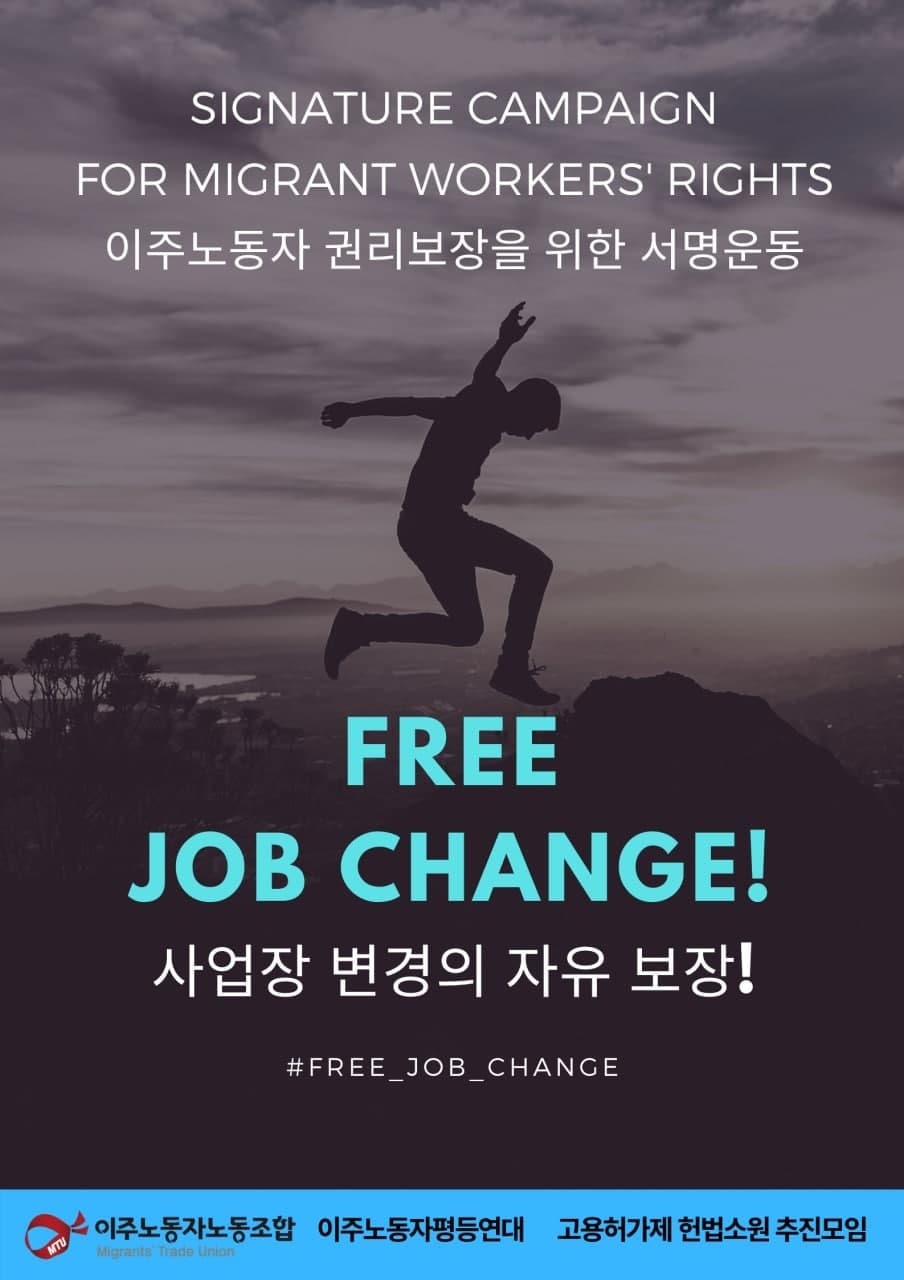 SIGNATURE CAMPAIGN
FOR MIGRANT WORKERS' RIGHTS
이주노동자 권리보장을 위한 서명운동
FREE
JOB CHANGE!
사업장 변경의 자유 보장!
#FREE_JOB_CHANGE
MTU 이주노동자노동조합 이주노동자평등연대 고용허가제 헌법소원 추진모임
Migrants' Trade Union